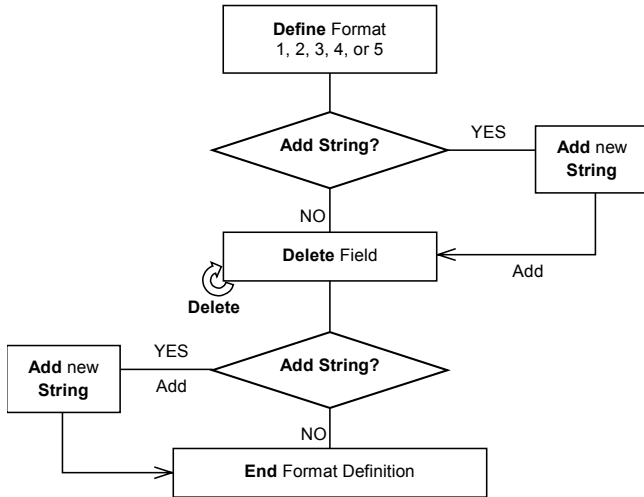 Define Format
1, 2, 3, 4, or 5
Add String?
YES
Add new
String
NO
Delete Field
Add
Delete
Add String?
YES
Add
Add new
String
NO
End Format Definition